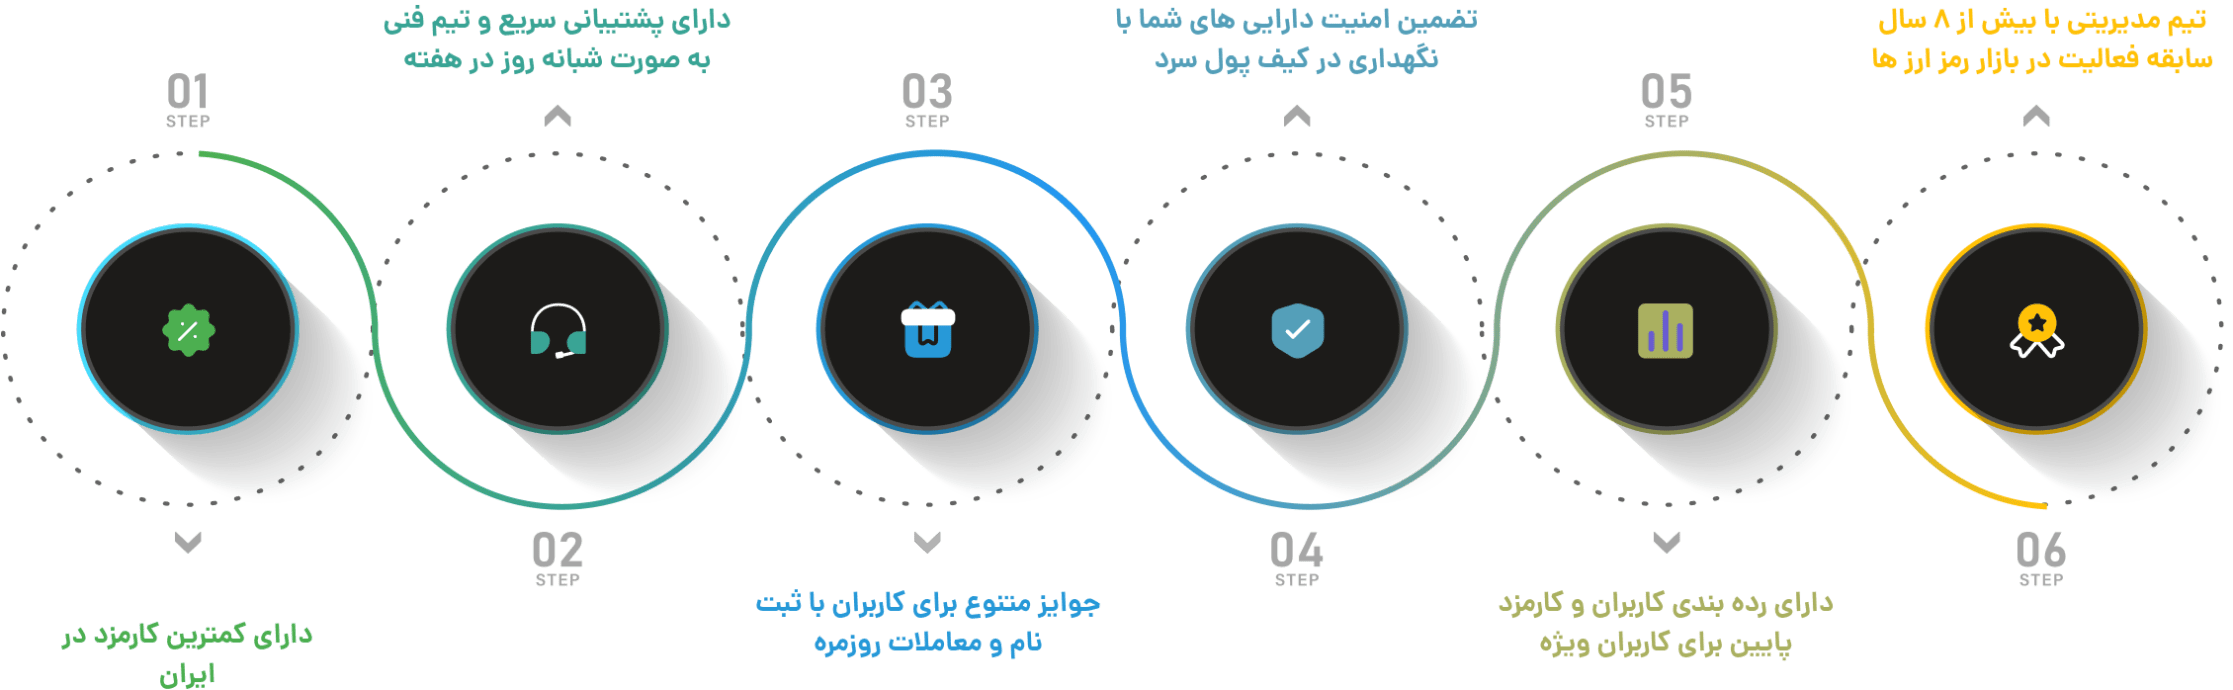 01
STEP
دارای کمترین کارمزد در
ایران
دارای پشتیبانی سریع و تیم فنی
به صورت شبانه روز در هفته
02
STEP
03
STEP
جوایز متنوع برای کاربران با ثبت
نام و معاملات روزمره
تضمین امنیت دارایی های شما با
نگهداری در کیف پول سرد
04
STEP
05
STEP
دارای رده بندی کاربران و کارمزد
پایین برای کاربران ویژه
تیم مدیریتی با بیش از ۸ سال
سابقه فعالیت در بازار رمز ارز ها
06
STEP